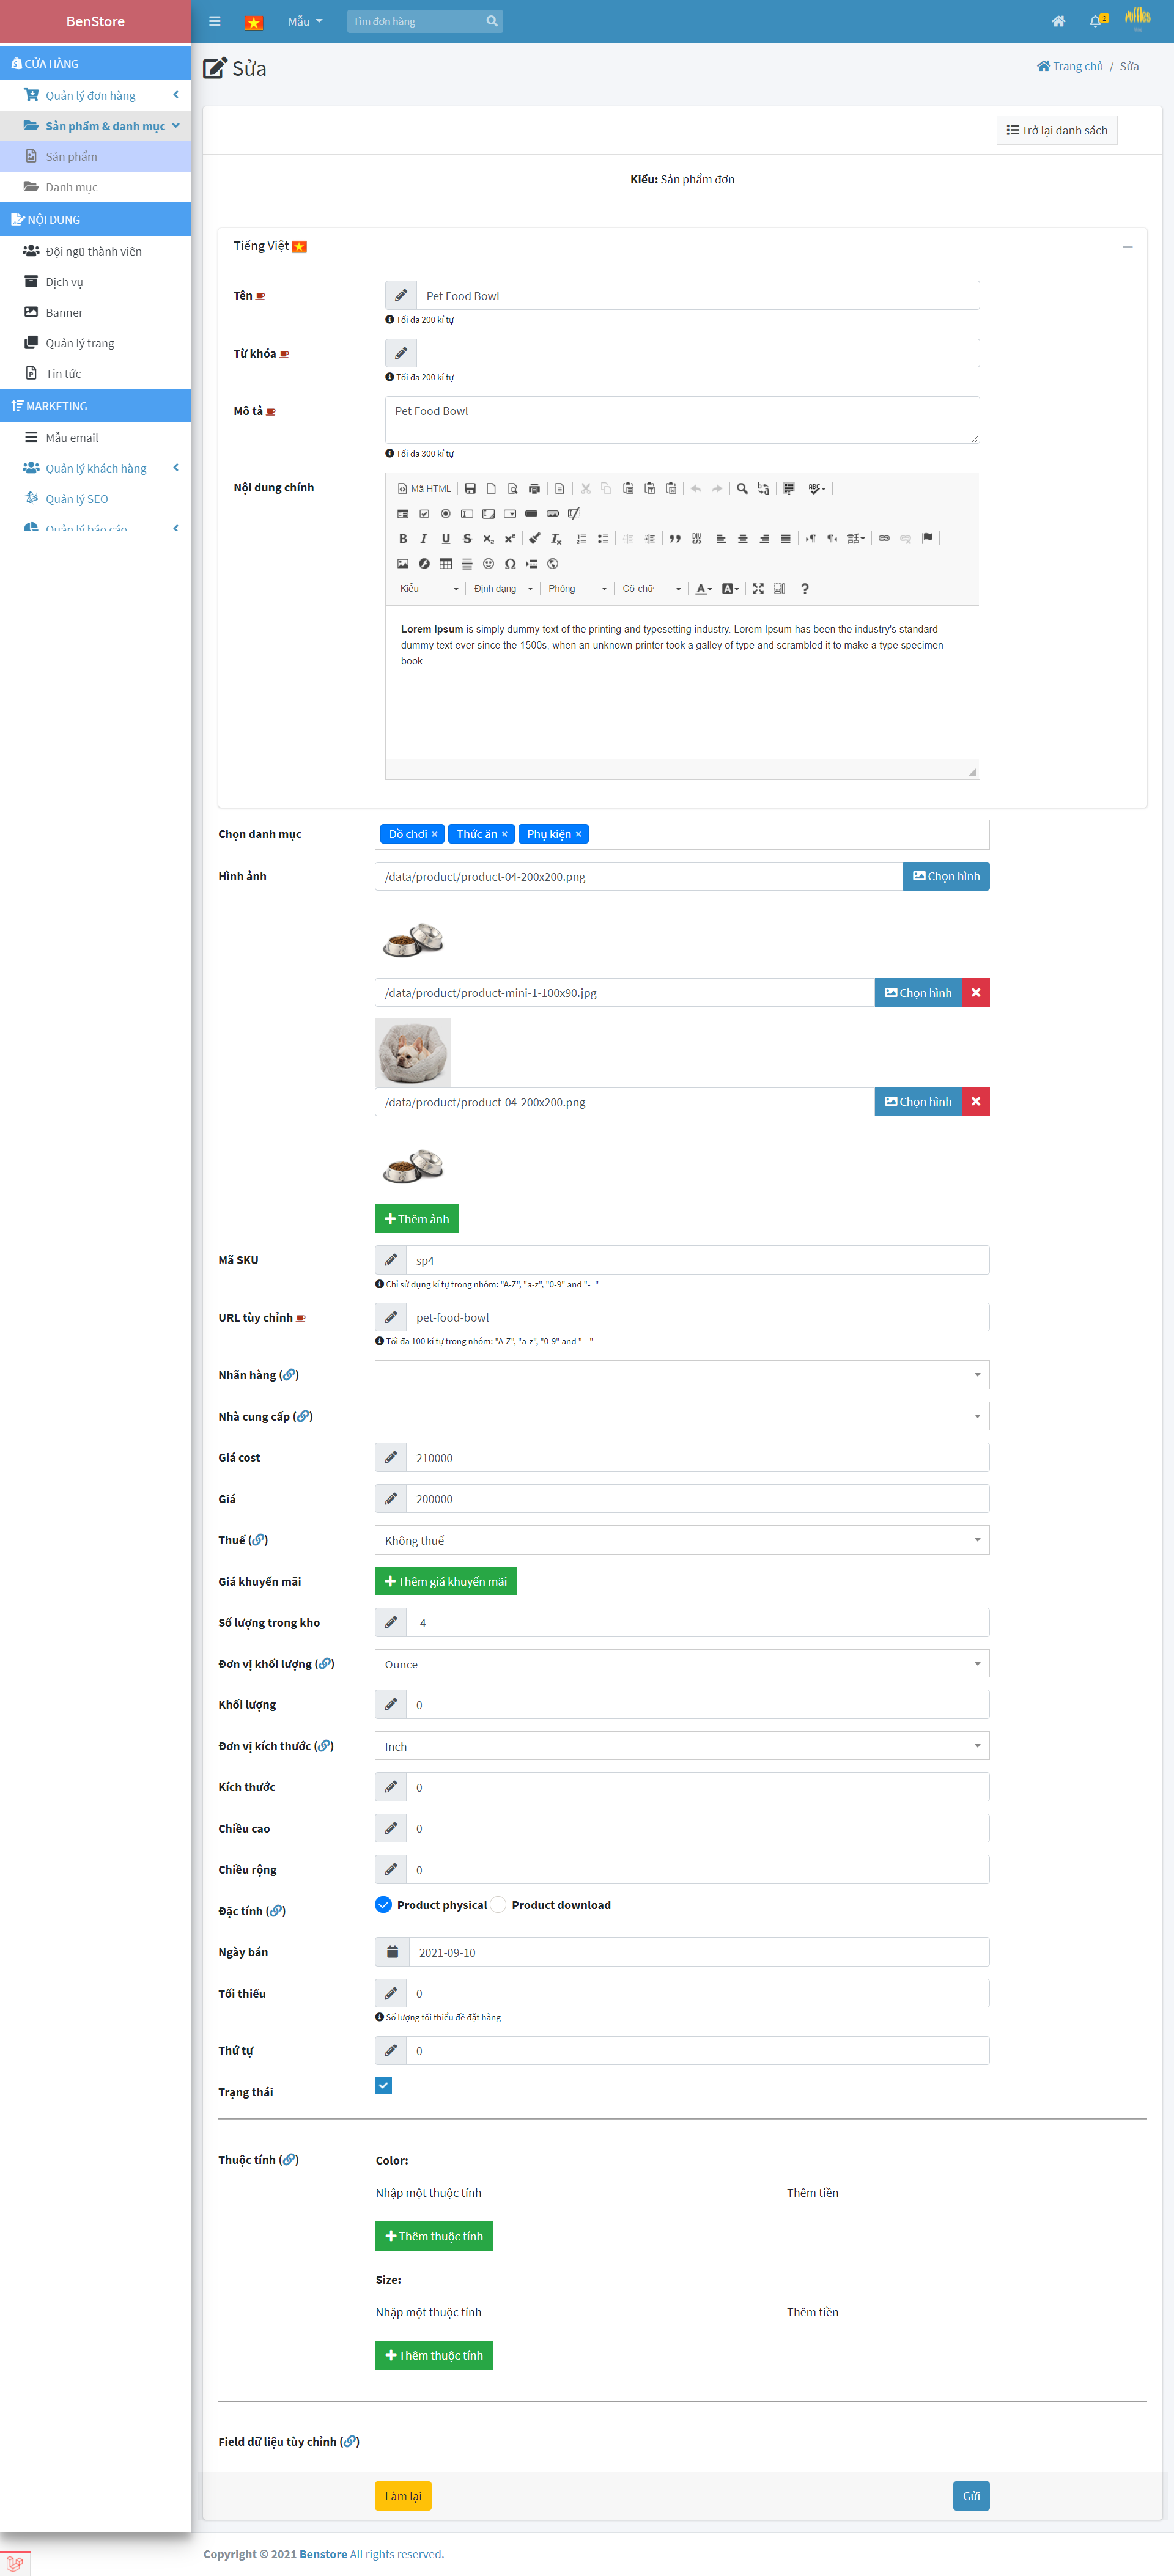 BenStore
Mẫu
Tìm đơn hàng
2
CỬA HÀNG
Quản lý đơn hàng
Sản phẩm & danh mục
Sản phẩm
Danh mục
NỘI DUNG
Đội ngũ thành viên
Dịch vụ
Banner
Quản lý trang
Tin tức
MARKETING
Mẫu email
Quản lý khách hàng
Quản lý SEO
Quản lý báo cáo
Sửa
Trang chủ / Sửa
Trở lại danh sách
Kiểu: Sản phẩm đơn
Tiếng Việt
Tên
Pet Food Bowl
Tối đa 200 kí tự
Từ khóa
Tối đa 200 kí tự
Mô tả
Pet Food Bowl
Tối đa 300 kí tự
Nội dung chính
Mã HTML
Kiểu Định dạng Phông Cỡ chữ
Lorem Ipsum is simply dummy text of the printing and typesetting industry. Lorem Ipsum has been the industry's standard
dummy text ever since the 1500s, when an unknown printer took a galley of type and scrambled it to make a type specimen
book.
Chọn danh mục
Đồ chơi × Thức ăn × Phụ kiện ×
Hình ảnh
/data/product/product-04-200x200.png
Chọn hình
/data/product/product-mini-1-100x90.jpg
Chọn hình
/data/product/product-04-200x200.png
Chọn hình
Thêm ảnh
Mã SKU
sp4
Chỉ sử dụng kí tự trong nhóm: "A-Z", "a-z", "0-9" and "-_"
URL tùy chỉnh
pet-food-bowl
Tối đa 100 kí tự trong nhóm: "A-Z", "a-z", "0-9" and "-_"
Nhãn hàng ()
Nhà cung cấp ()
Giá cost
210000
Giá
200000
Thuế ()
Không thuế
Giá khuyến mãi
Thêm giá khuyến mãi
Số lượng trong kho
-4
Đơn vị khối lượng ()
Ounce
Khối lượng
0
Đơn vị kích thước ()
Inch
Kích thước
0
Chiều cao
0
Chiều rộng
0
Đặc tính ()
Product physical Product download
Ngày bán
2021-09-10
Tối thiểu
0
Số lượng tối thiểu đề đặt hàng
Thứ tự
0
Trạng thái
Thuộc tính ()
Color:
Nhập một thuộc tính Thêm tiền
Thêm thuộc tính
Size:
Nhập một thuộc tính Thêm tiền
Thêm thuộc tính
Field dữ liệu tùy chỉnh ()
Làm lại
Gửi
Copyright © 2021 Benstore All rights reserved.